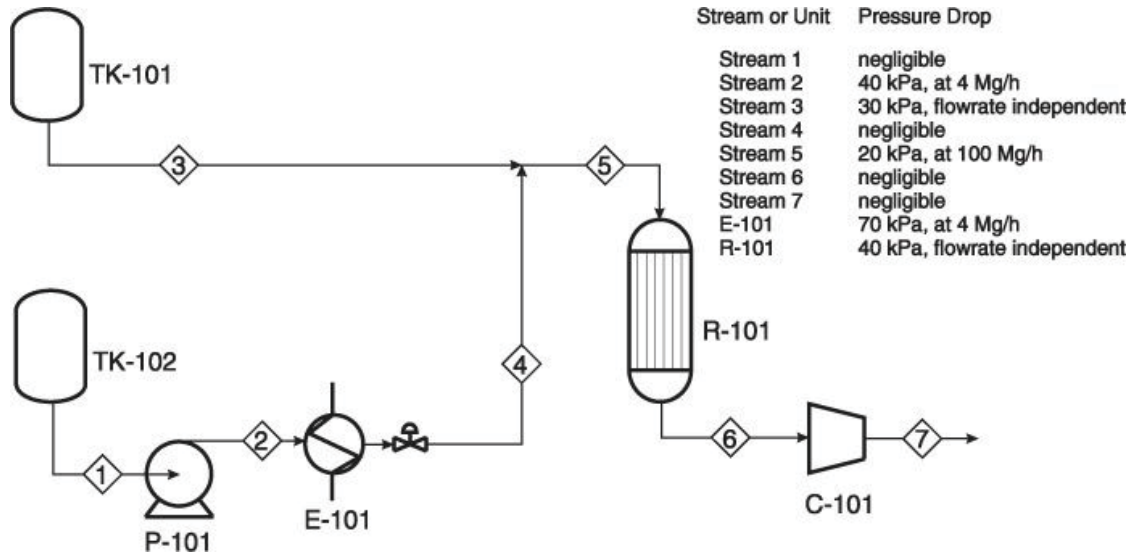 Stream or Unit Pressure Drop
Stream 1 negligible
Stream 2 40 kPa, at 4 Mg/h
Stream 3 30 kPa, flowrate independent
Stream 4 negligible
Stream 5 20 kPa, at 100 Mg/h
Stream 6 negligible
Stream 7 negligible
E-101 70 kPa, at 4 Mg/h
R-101 40 kPa, flowrate independent
TK-101
3
5
R-101
TK-102
4
2
6
7
1
C-101
E-101
P-101